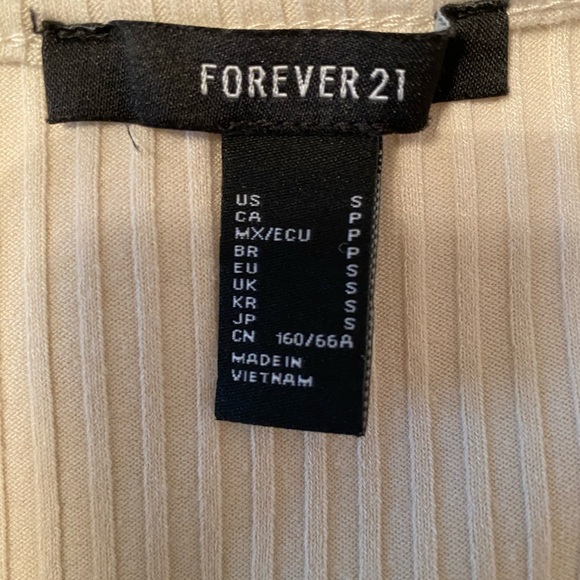 FOREVER 21
US S
CA P
MX/ECU P
BR P
EU S
UK S
KR S
JP S
CN 160/66A
MADE IN
VIETNAM